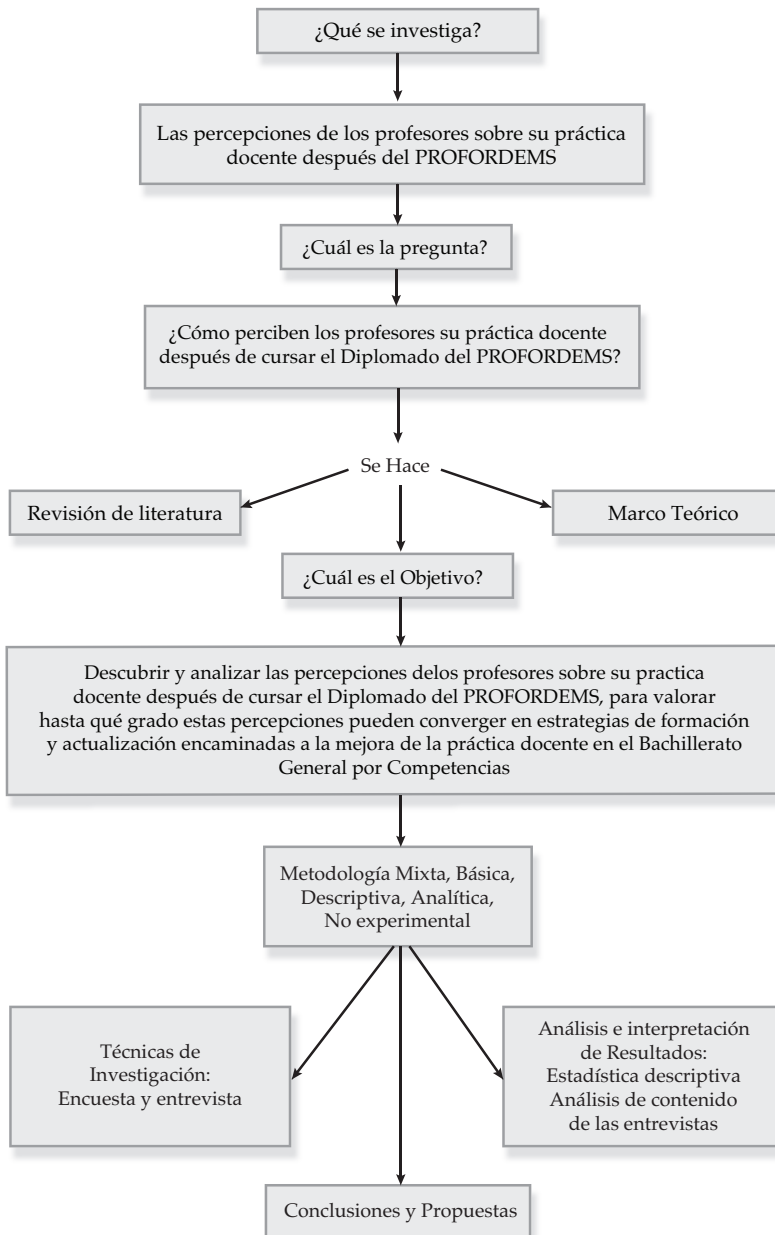 ¿Qué se investiga?
Las percepciones de los profesores sobre su práctica
docente después del PROFORDEMS
¿Cuál es la pregunta?
¿Cómo perciben los profesores su práctica docente
después de cursar el Diplomado del PROFORDEMS?
Se Hace
Revisión de literatura
Marco Teórico
¿Cuál es el Objetivo?
Descubrir y analizar las percepciones delos profesores sobre su practica
docente después de cursar el Diplomado del PROFORDEMS, para valorar
hasta qué grado estas percepciones pueden converger en estrategias de formación
y actualización encaminadas a la mejora de la práctica docente en el Bachillerato
General por Competencias
Metodología Mixta, Básica,
Descriptiva, Analítica,
No experimental
Técnicas de
Investigación:
Encuesta y entrevista
Análisis e interpretación
de Resultados:
Estadística descriptiva
Análisis de contenido
de las entrevistas
Conclusiones y Propuestas